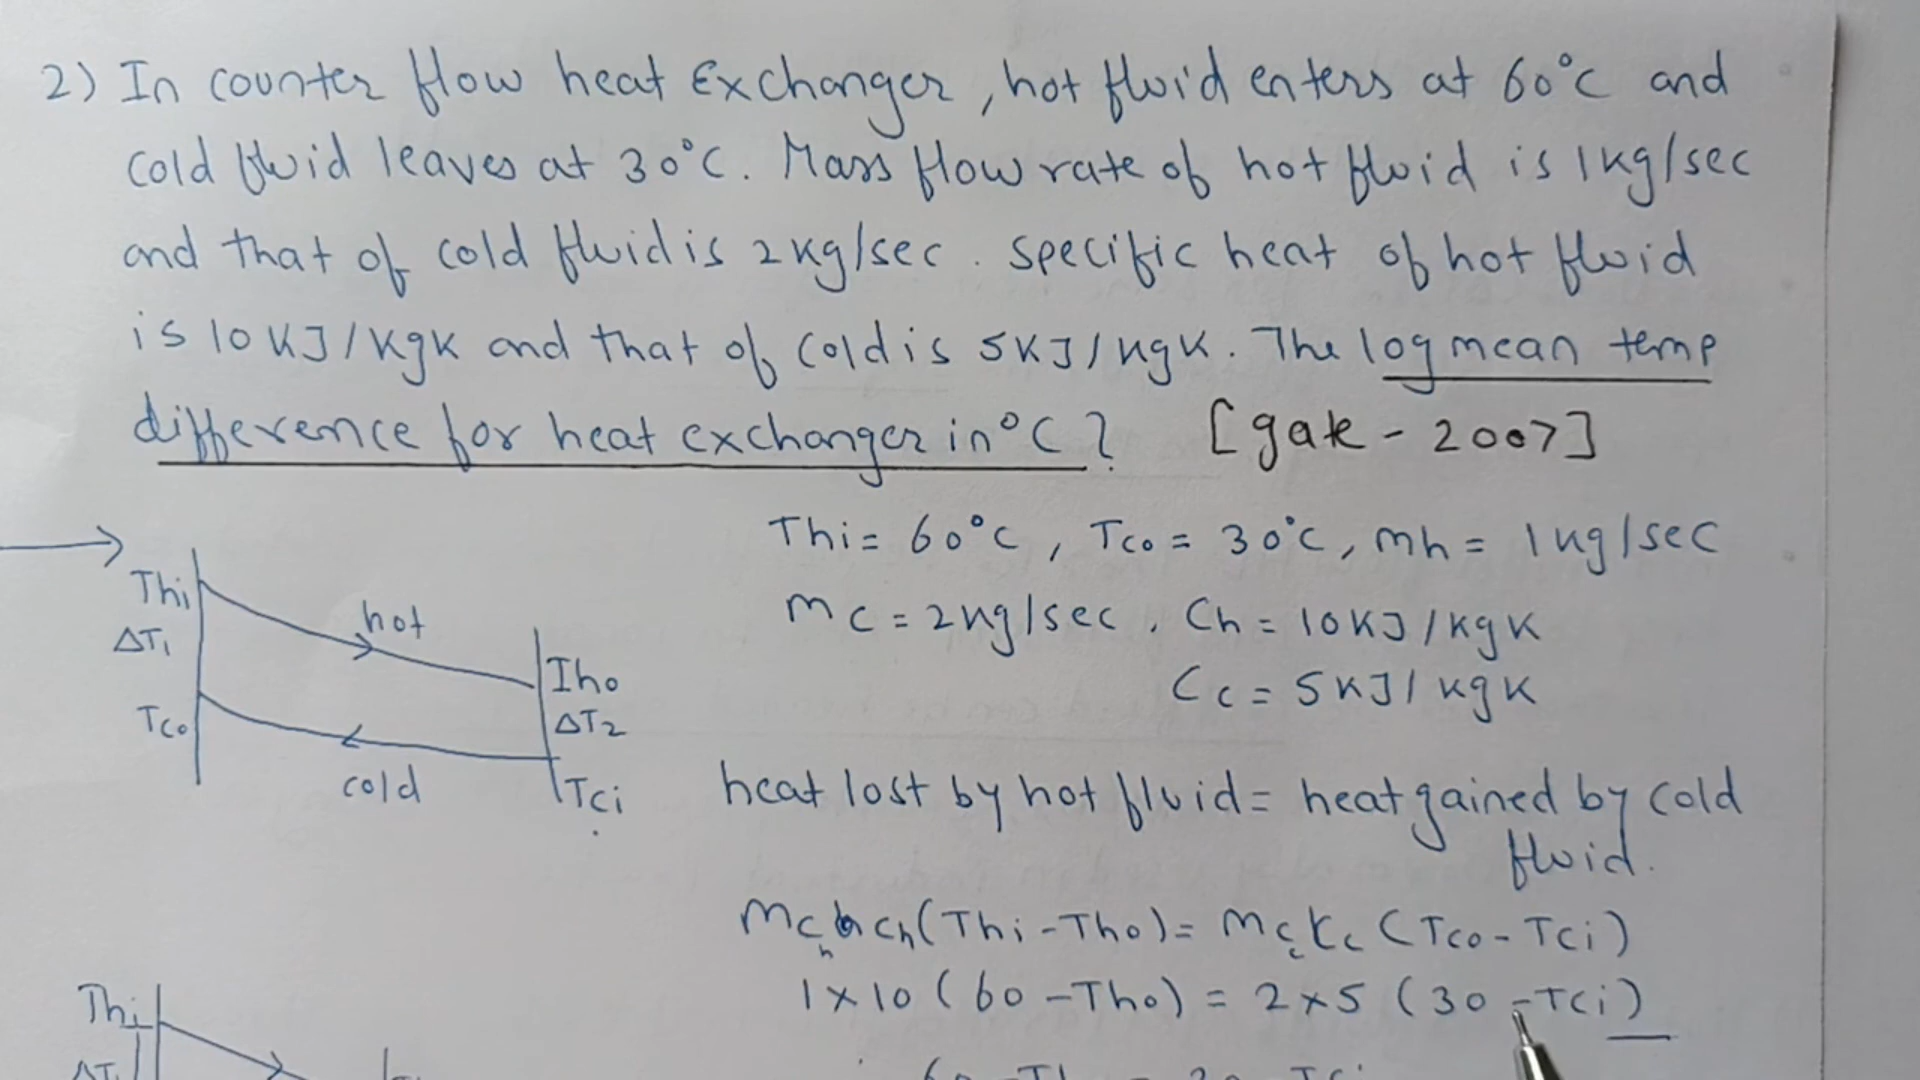 2) In counter flow heat Exchanger, hot fluid enters at 60°C and
cold fluid leaves at 30°C. Mass flow rate of hot fluid is 1kg/sec
and that of cold fluid is 2kg/sec. specific heat of hot fluid
is 10KJ/KgK and that of cold is 5KJ/kgK. The log mean temp
difference for heat exchanger in °C? [gate - 2007]
Thi = 60°C, Tco = 30°C, mh = 1kg/sec
mc = 2kg/sec, Ch = 10KJ/KgK
Cc = 5KJ/KgK
Thi
hot
ΔT1
Tho
ΔT2
Tco
cold
Tci
heat lost by hot fluid = heat gained by cold
fluid.
Ch(Thi - Tho) = (Tco - Tci)
1×10(60 - Tho) = 2×5(30 - Tci)
Thi